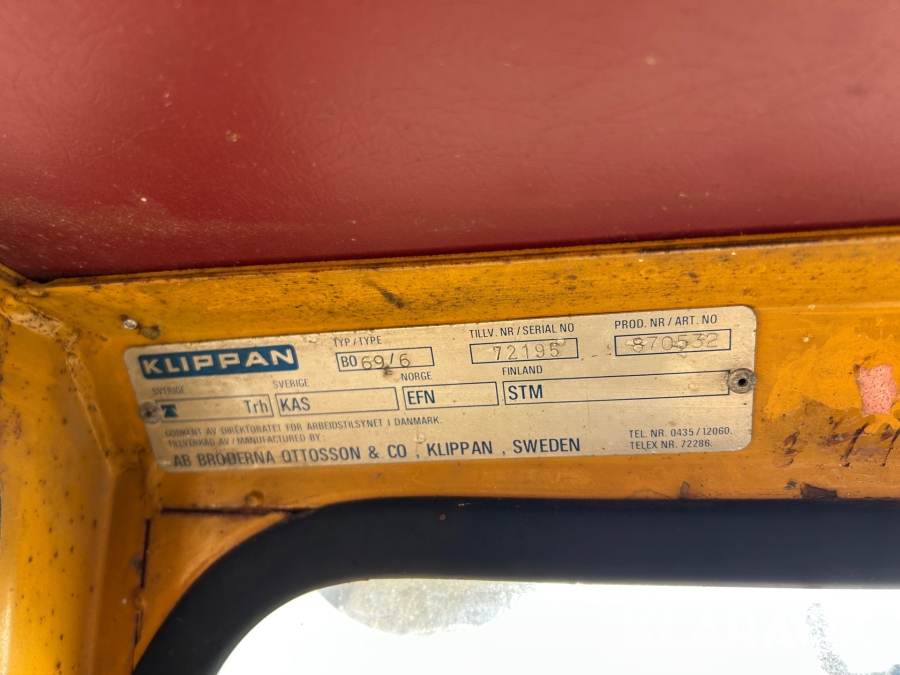 KLIPPAN
TYP/TYPE
BO 69/6
TILLV. NR / SERIAL NO
72195
PROD. NR / ART. NO
870532
SVERIGE
Trh
SVERIGE
KAS
NORGE
EFN
FINLAND
STM
GODKENT AV DIREKTORATET FOR ARBEIDSTILSYNET I DANMARK.
TILLVERKAD AV / MANUFACTURED BY
AB BRÖDERNA OTTOSSON & CO , KLIPPAN , SWEDEN
TEL. NR. 0435/12060.
TELEX NR. 72286.